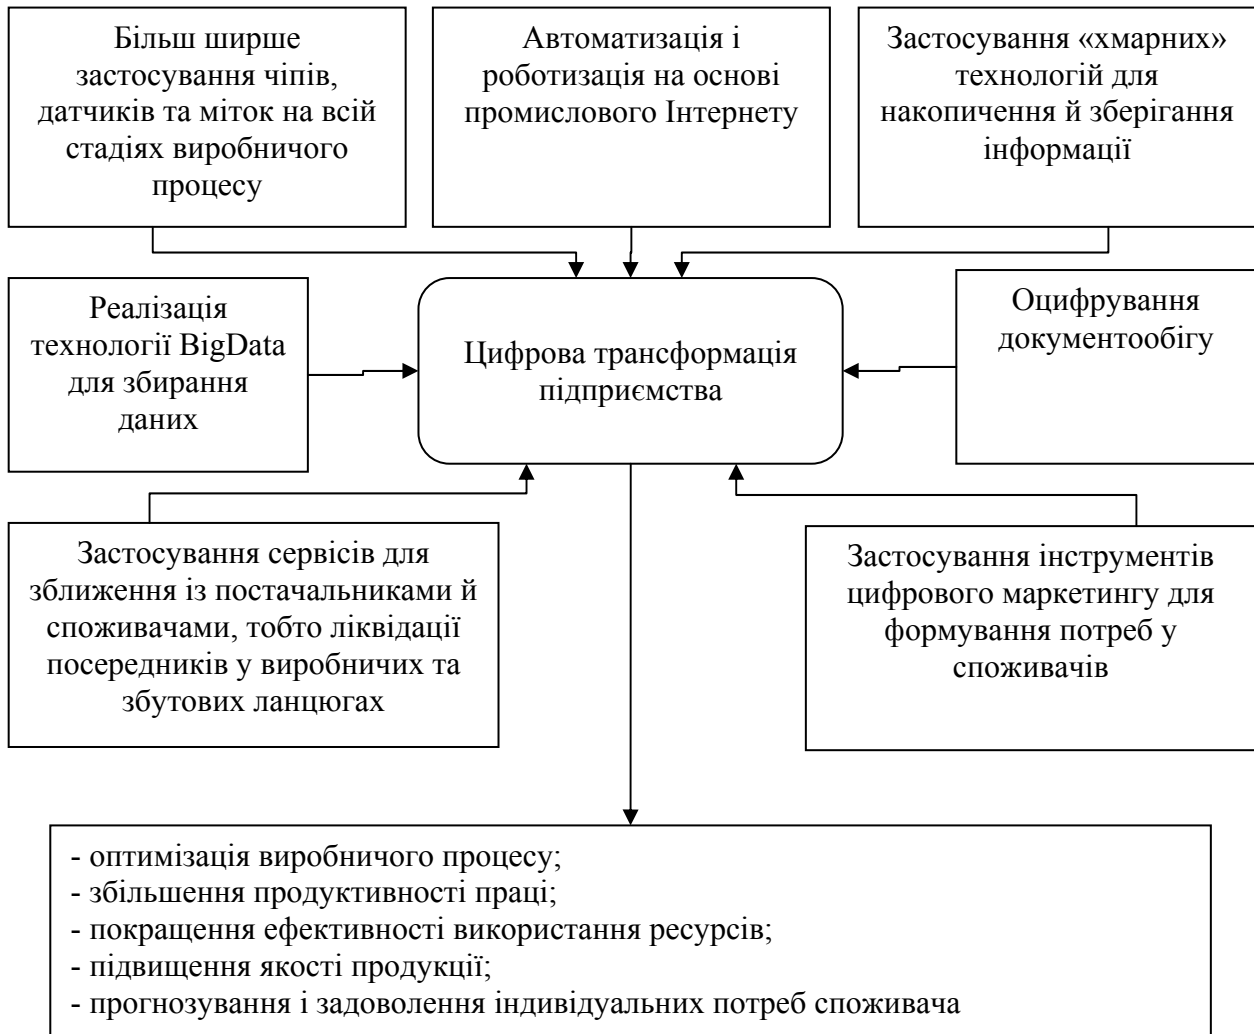 Більш ширше
застосування чіпів,
датчиків та міток на всій
стадіях виробничого
процесу
Автоматизація і
роботизація на основі
промислового Інтернету
Застосування «хмарних»
технологій для
накопичення й зберігання
інформації
Реалізація
технології BigData
для збирання
даних
Цифрова трансформація
підприємства
Оцифрування
документообігу
Застосування сервісів для
зближення із постачальниками й
споживачами, тобто ліквідації
посередників у виробничих та
збутових ланцюгах
Застосування інструментів
цифрового маркетингу для
формування потреб у
споживачів
- оптимізація виробничого процесу;
- збільшення продуктивності праці;
- покращення ефективності використання ресурсів;
- підвищення якості продукції;
- прогнозування і задоволення індивідуальних потреб споживача